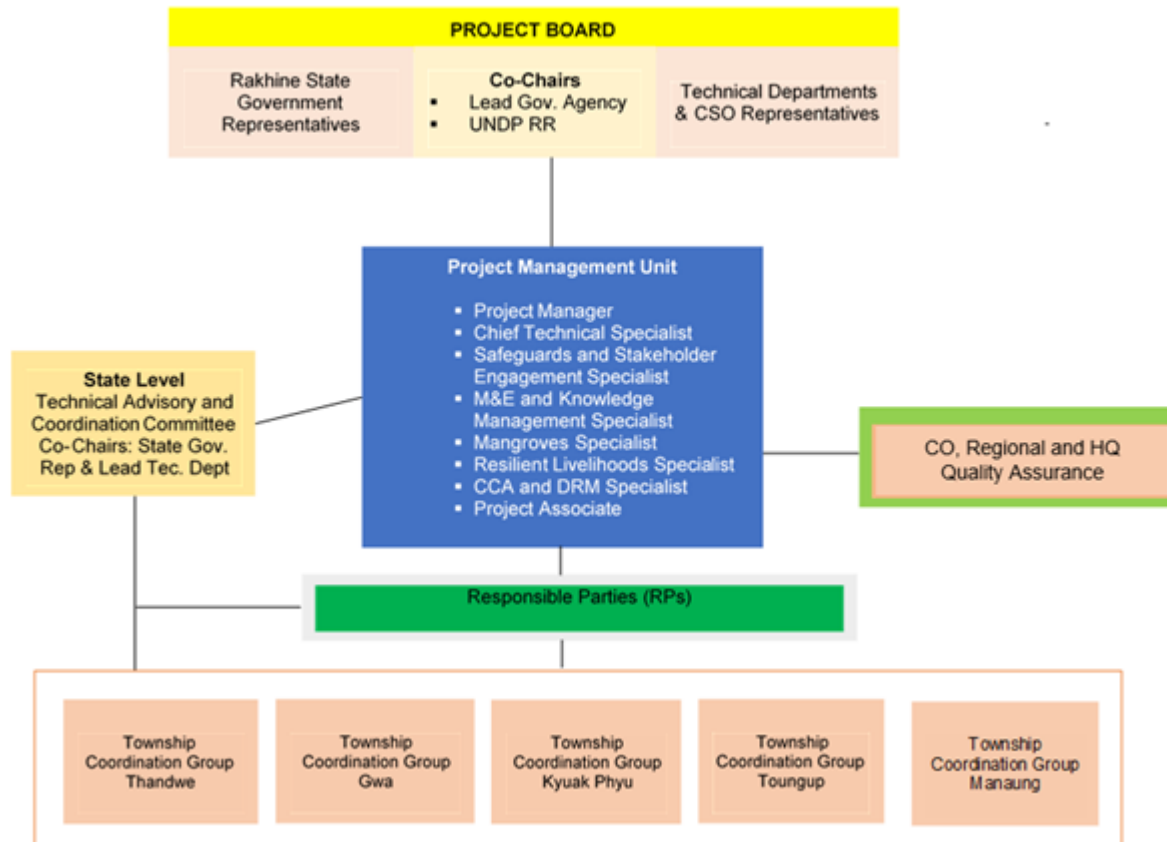 PROJECT BOARD
Rakhine State
Government
Representatives
Co-Chairs
▪ Lead Gov. Agency
▪ UNDP RR
Technical Departments
& CSO Representatives
Project Management Unit
▪ Project Manager
▪ Chief Technical Specialist
▪ Safeguards and Stakeholder
Engagement Specialist
▪ M&E and Knowledge
Management Specialist
▪ Mangroves Specialist
▪ Resilient Livelihoods Specialist
▪ CCA and DRM Specialist
▪ Project Associate
State Level
Technical Advisory and
Coordination Committee
Co-Chairs: State Gov.
Rep & Lead Tec. Dept
CO, Regional and HQ
Quality Assurance
Responsible Parties (RPs)
Township
Coordination Group
Thandwe
Township
Coordination Group
Gwa
Township
Coordination Group
Kyuak Phyu
Township
Coordination Group
Toungup
Township
Coordination Group
Manaung